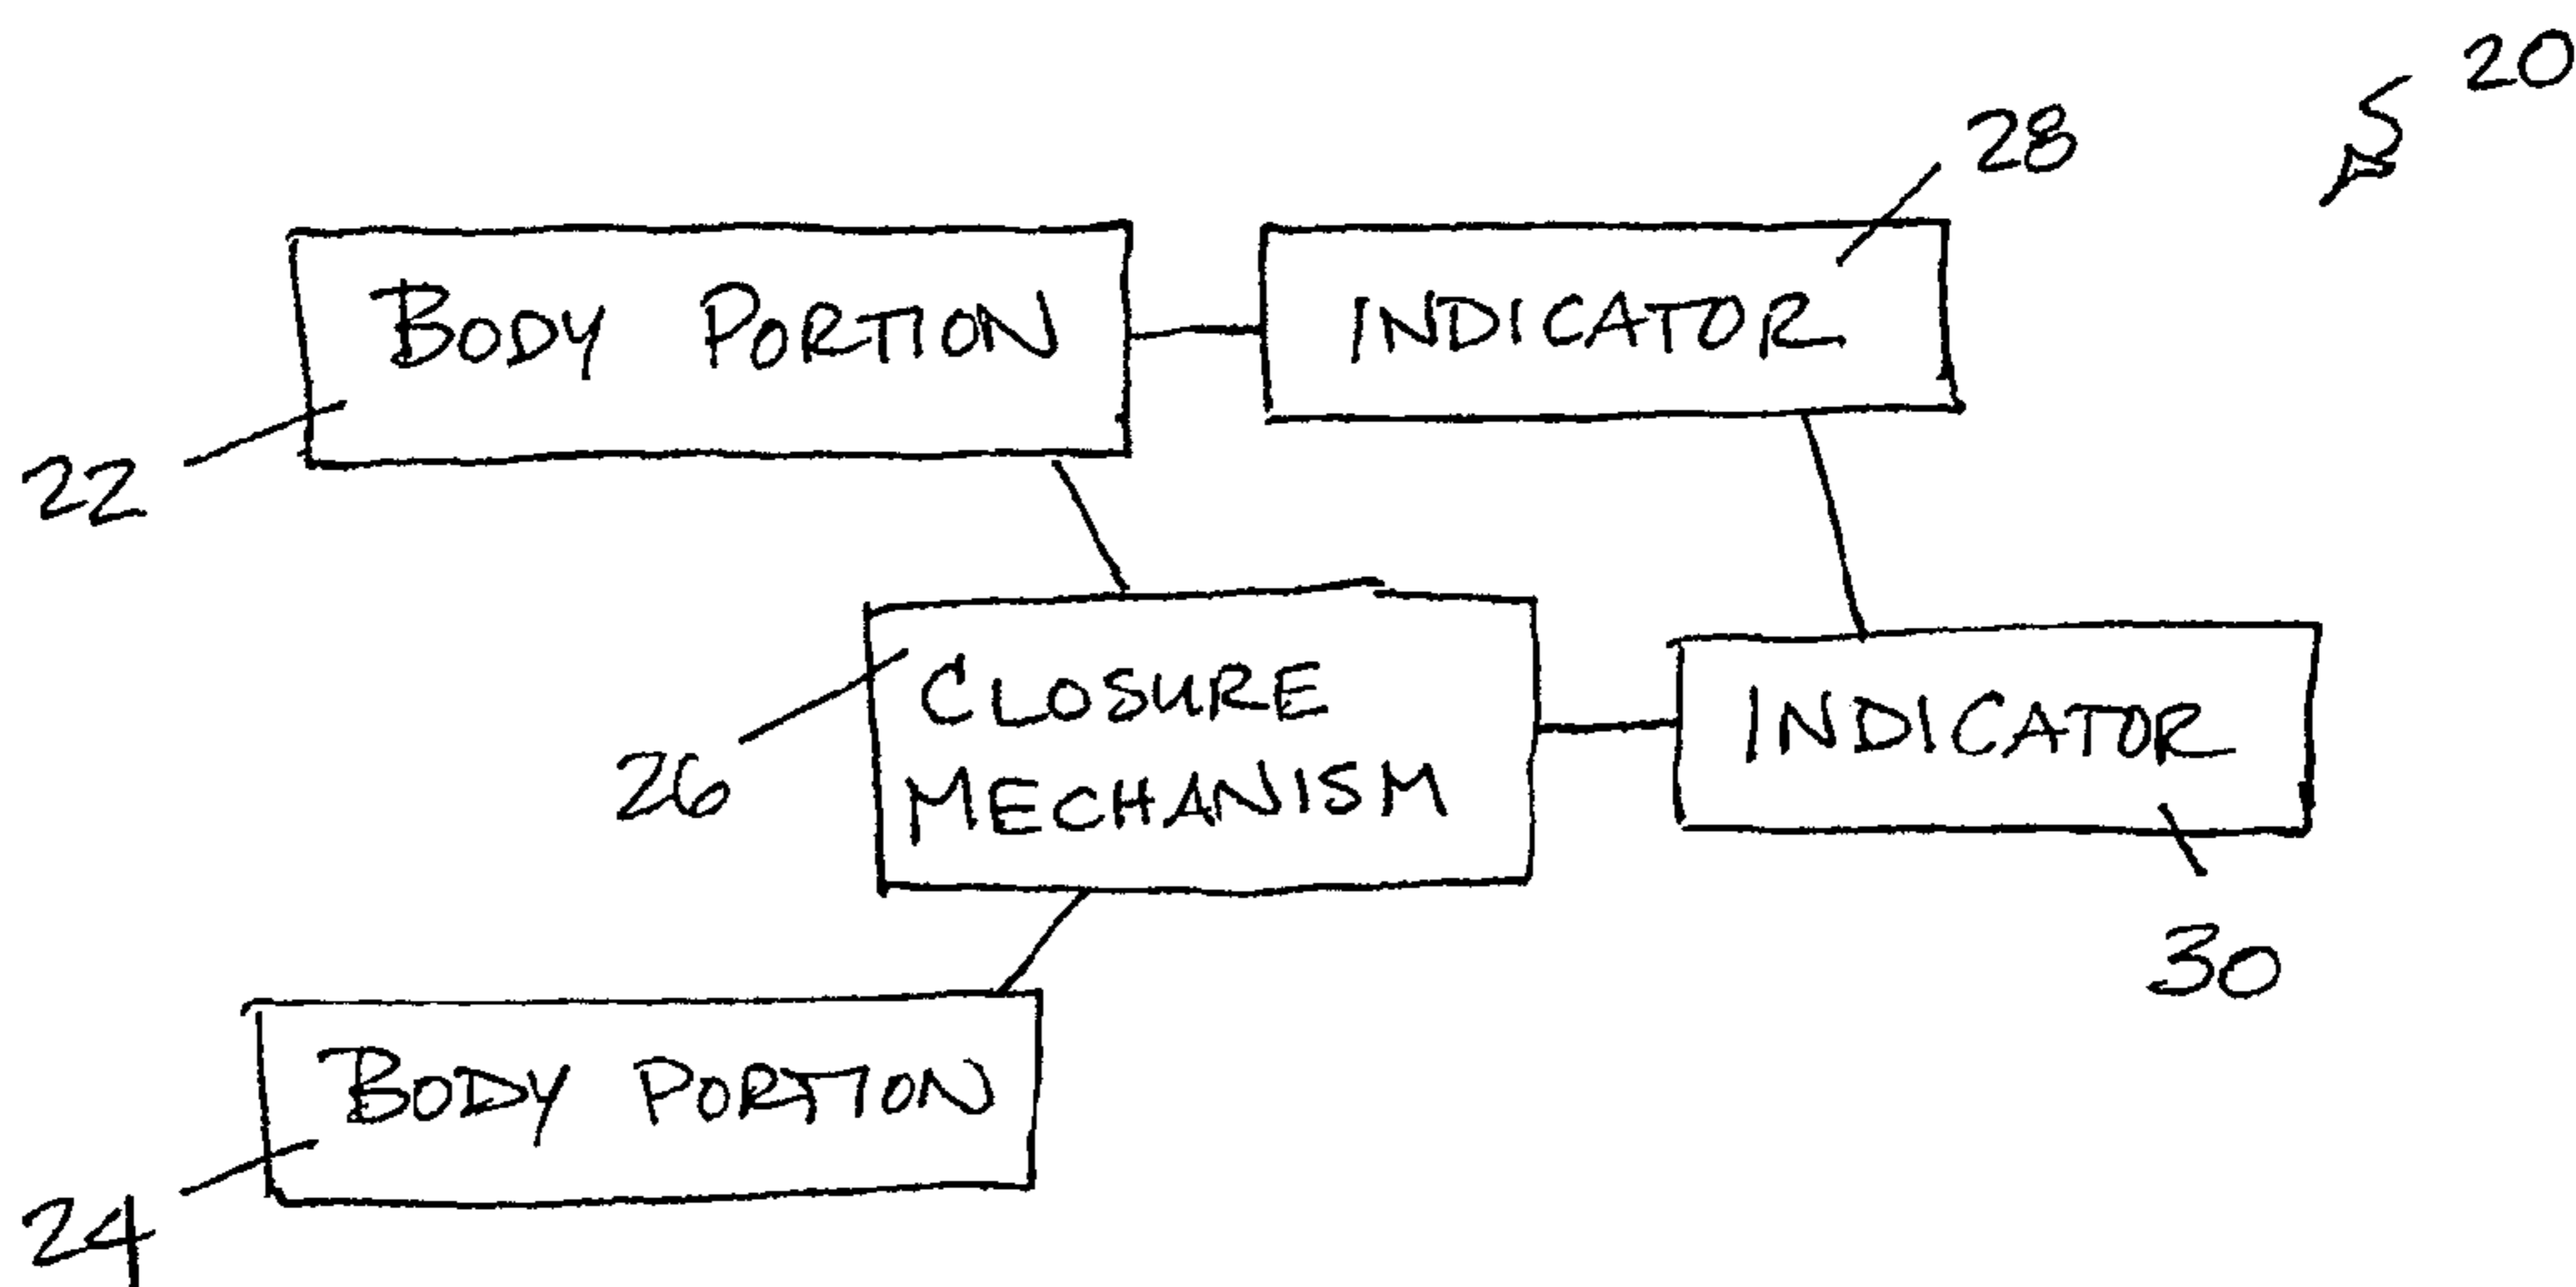 20
28
BODY PORTION
INDICATOR
22
CLOSURE
MECHANISM
26
INDICATOR
30
BODY PORTION
24